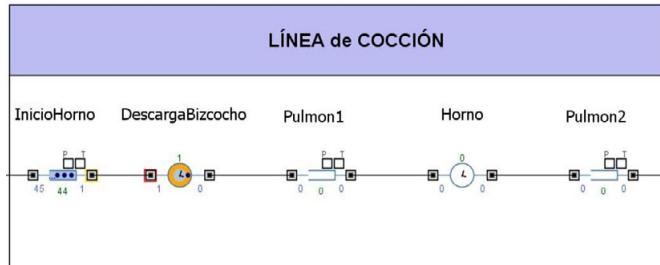 LÍNEA de COCCIÓN
InicioHorno DescargaBizcocho Pulmon1 Horno Pulmon2
P T 1 P T 0 P T
45 44 1 1 0 0 0 0 0 0 0 0 0